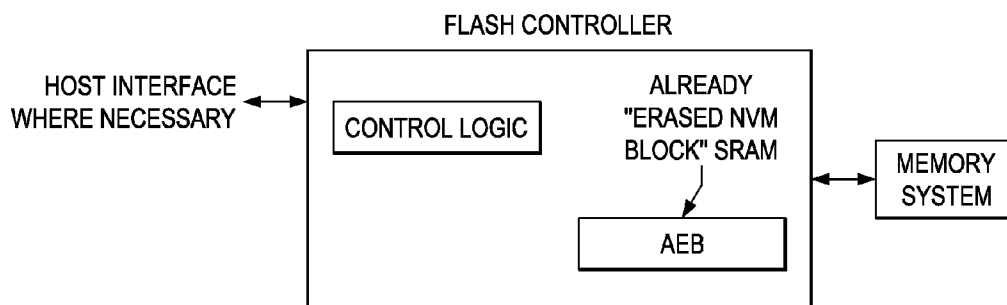 FLASH CONTROLLER
HOST INTERFACE
WHERE NECESSARY
CONTROL LOGIC
ALREADY
"ERASED NVM
BLOCK" SRAM
AEB
MEMORY
SYSTEM